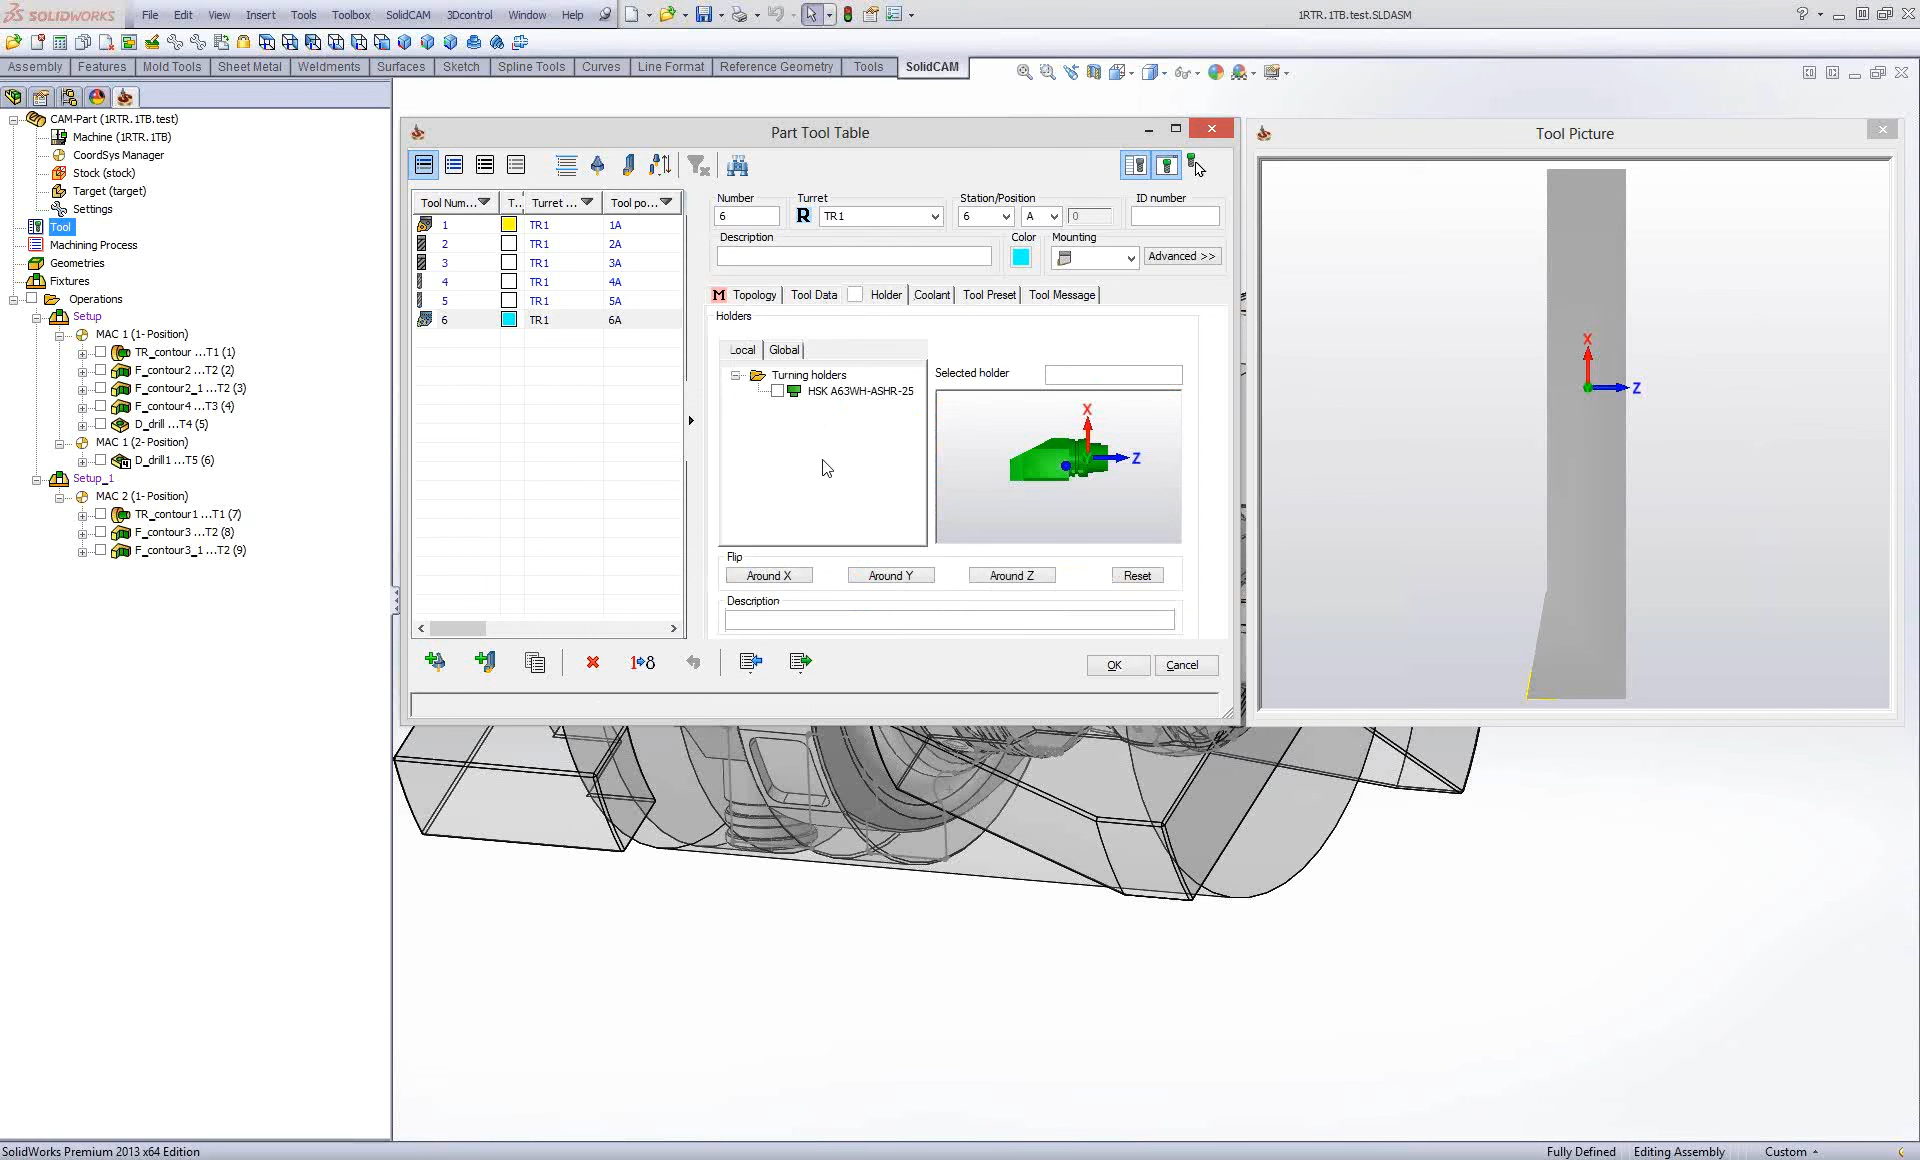 SOLIDWORKS File Edit View Insert Tools Toolbox SolidCAM 3Dcontrol Window Help 1RTR.1TB.test.SLDASM
Assembly Features Mold Tools Sheet Metal Weldments Surfaces Sketch Spline Tools Curves Line Format Reference Geometry Tools SolidCAM
CAM-Part (1RTR.1TB.test)
Machine (1RTR.1TB)
CoordSys Manager
Stock (stock)
Target (target)
Settings
Tool
Machining Process
Geometries
Fixtures
Operations
Setup
MAC 1 (1- Position)
TR_contour ...T1 (1)
F_contour2 ...T2 (2)
F_contour2_1 ...T2 (3)
F_contour4 ...T3 (4)
D_drill ...T4 (5)
MAC 1 (2- Position)
D_drill1 ...T5 (6)
Setup_1
MAC 2 (1- Position)
TR_contour1 ...T1 (7)
F_contour3 ...T2 (8)
F_contour3_1 ...T2 (9)
Part Tool Table
Tool Num... T.. Turret ... Tool po...
1 TR1 1A
2 TR1 2A
3 TR1 3A
4 TR1 4A
5 TR1 5A
6 TR1 6A
Number Turret Station/Position ID number
6 R TR1 6 A 0
Description Color Mounting
Advanced >>
M Topology Tool Data Holder Coolant Tool Preset Tool Message
Holders
Local Global
Turning holders
HSK A63WH-ASHR-25
Selected holder
X
Z
Flip
Around X Around Y Around Z Reset
Description
1 8
OK Cancel
Tool Picture
X
Z
SolidWorks Premium 2013 x64 Edition Fully Defined Editing Assembly Custom